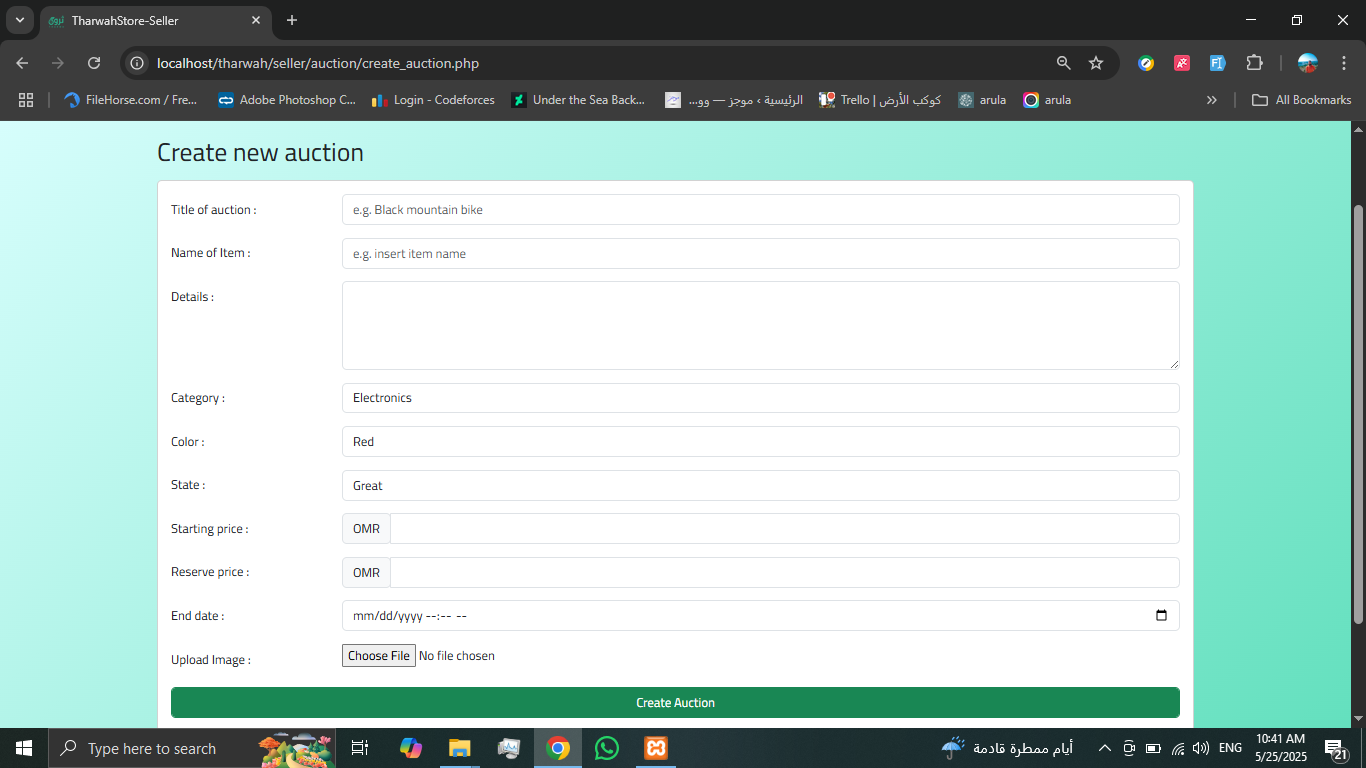 TharwahStore-Seller
localhost/tharwah/seller/auction/create_auction.php
FileHorse.com / Fre...
Adobe Photoshop C...
Login - Codeforces
Under the Sea Back...
الرئيسية › موجز — وو...
Trello | كوكب الأرض
arula
arula
All Bookmarks
Create new auction
Title of auction :
e.g. Black mountain bike
Name of Item :
e.g. insert item name
Details :
Category :
Electronics
Color :
Red
State :
Great
Starting price :
OMR
Reserve price :
OMR
End date :
mm/dd/yyyy --:-- --
Upload Image :
Choose File No file chosen
Create Auction
Type here to search
أيام ممطرة قادمة
ENG
10:41 AM
5/25/2025
21